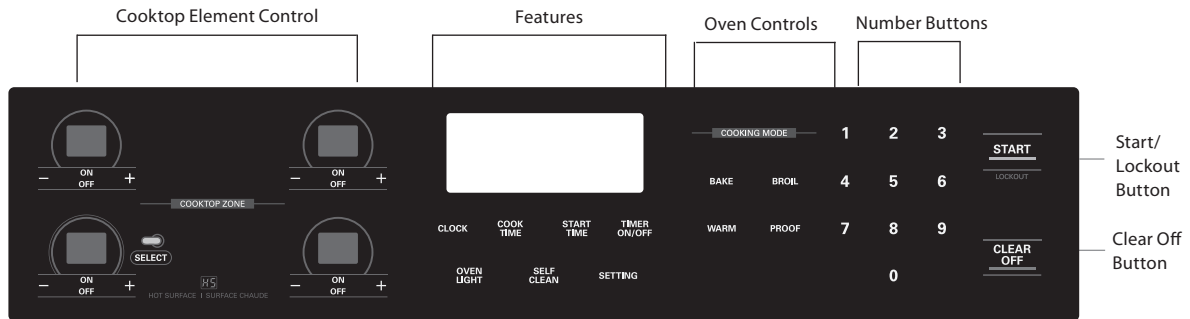 Cooktop Element Control
Features
Oven Controls
Number Buttons
ON
OFF
ON
OFF
COOKTOP ZONE
SELECT
ON
OFF
HS
HOT SURFACE I SURFACE CHAUDE
ON
OFF
CLOCK
COOK
TIME
START
TIME
TIMER
ON/OFF
OVEN
LIGHT
SELF
CLEAN
SETTING
COOKING MODE
BAKE BROIL
WARM PROOF
1 2 3
4 5 6
7 8 9
0
START
LOCKOUT
CLEAR
OFF
Start/
Lockout
Button
Clear Off
Button